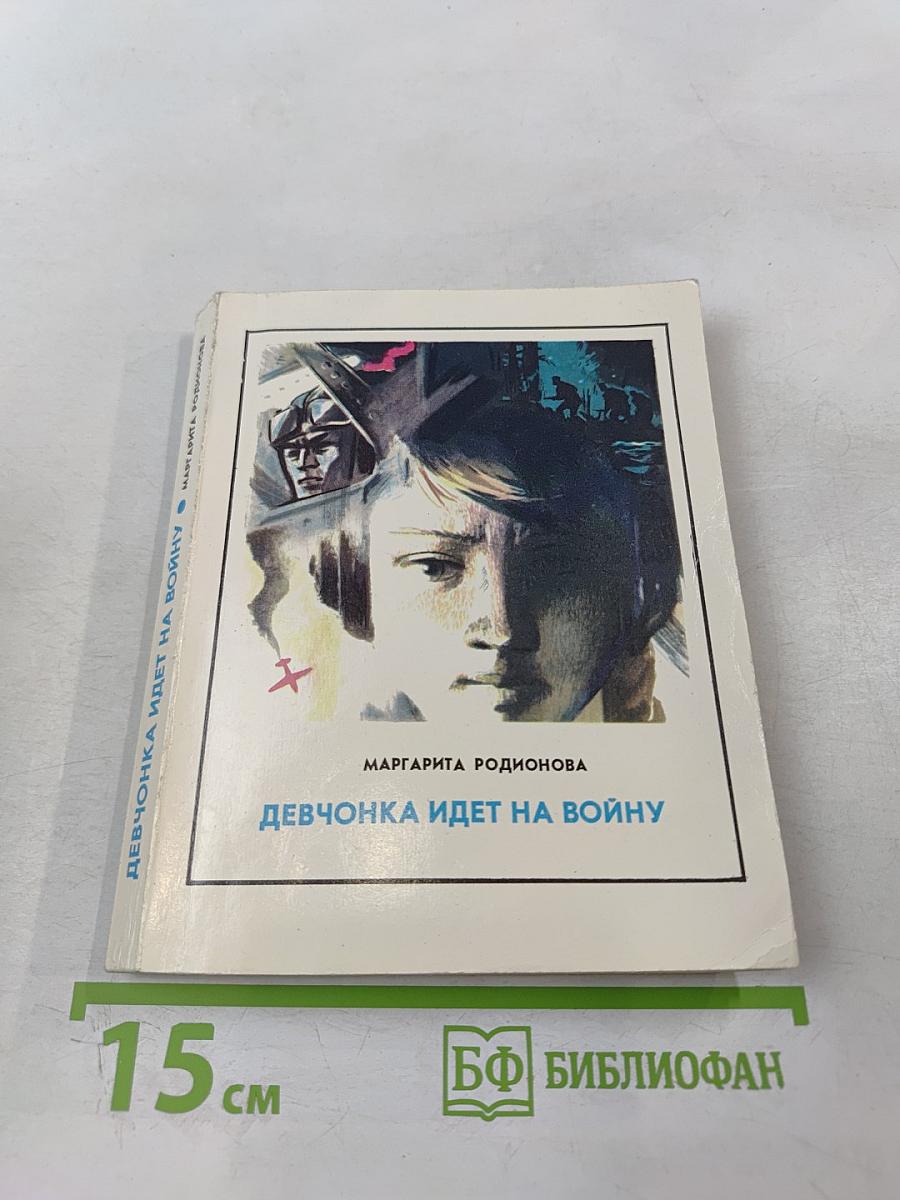 МАРГАРИТА РОДИОНОВА
ДЕВЧОНКА ИДЕТ НА ВОЙНУ
ДЕВЧОНКА ИДЕТ НА ВОЙНУ ● МАРГАРИТА РОДИОНОВА
15 см
БФ БИБЛИОФАН